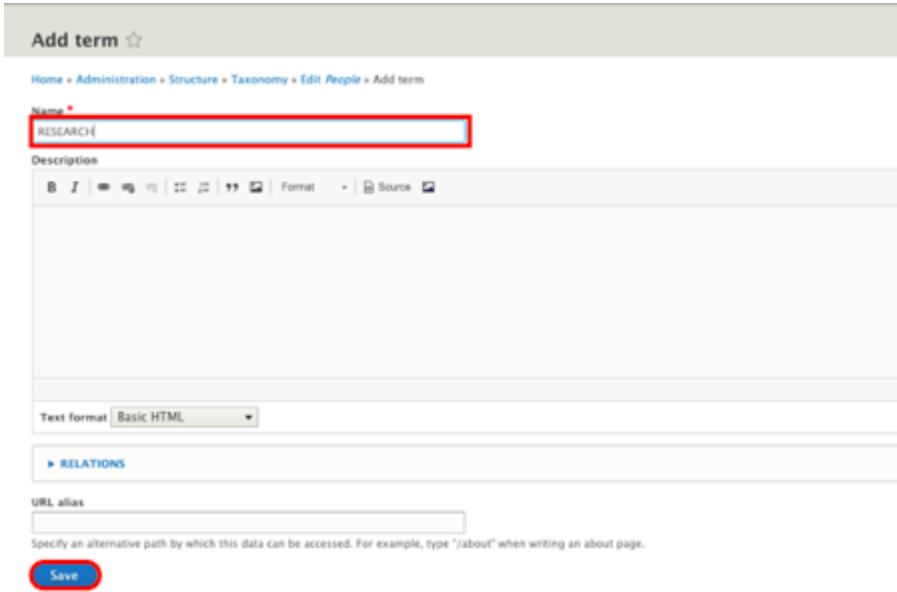 Add term
Home » Administration » Structure » Taxonomy » Edit People » Add term
Name *
RESEARCH
Description
B I Format Source
Text format Basic HTML
RELATIONS
URL alias
Specify an alternative path by which this data can be accessed. For example, type "/about" when writing an about page.
Save